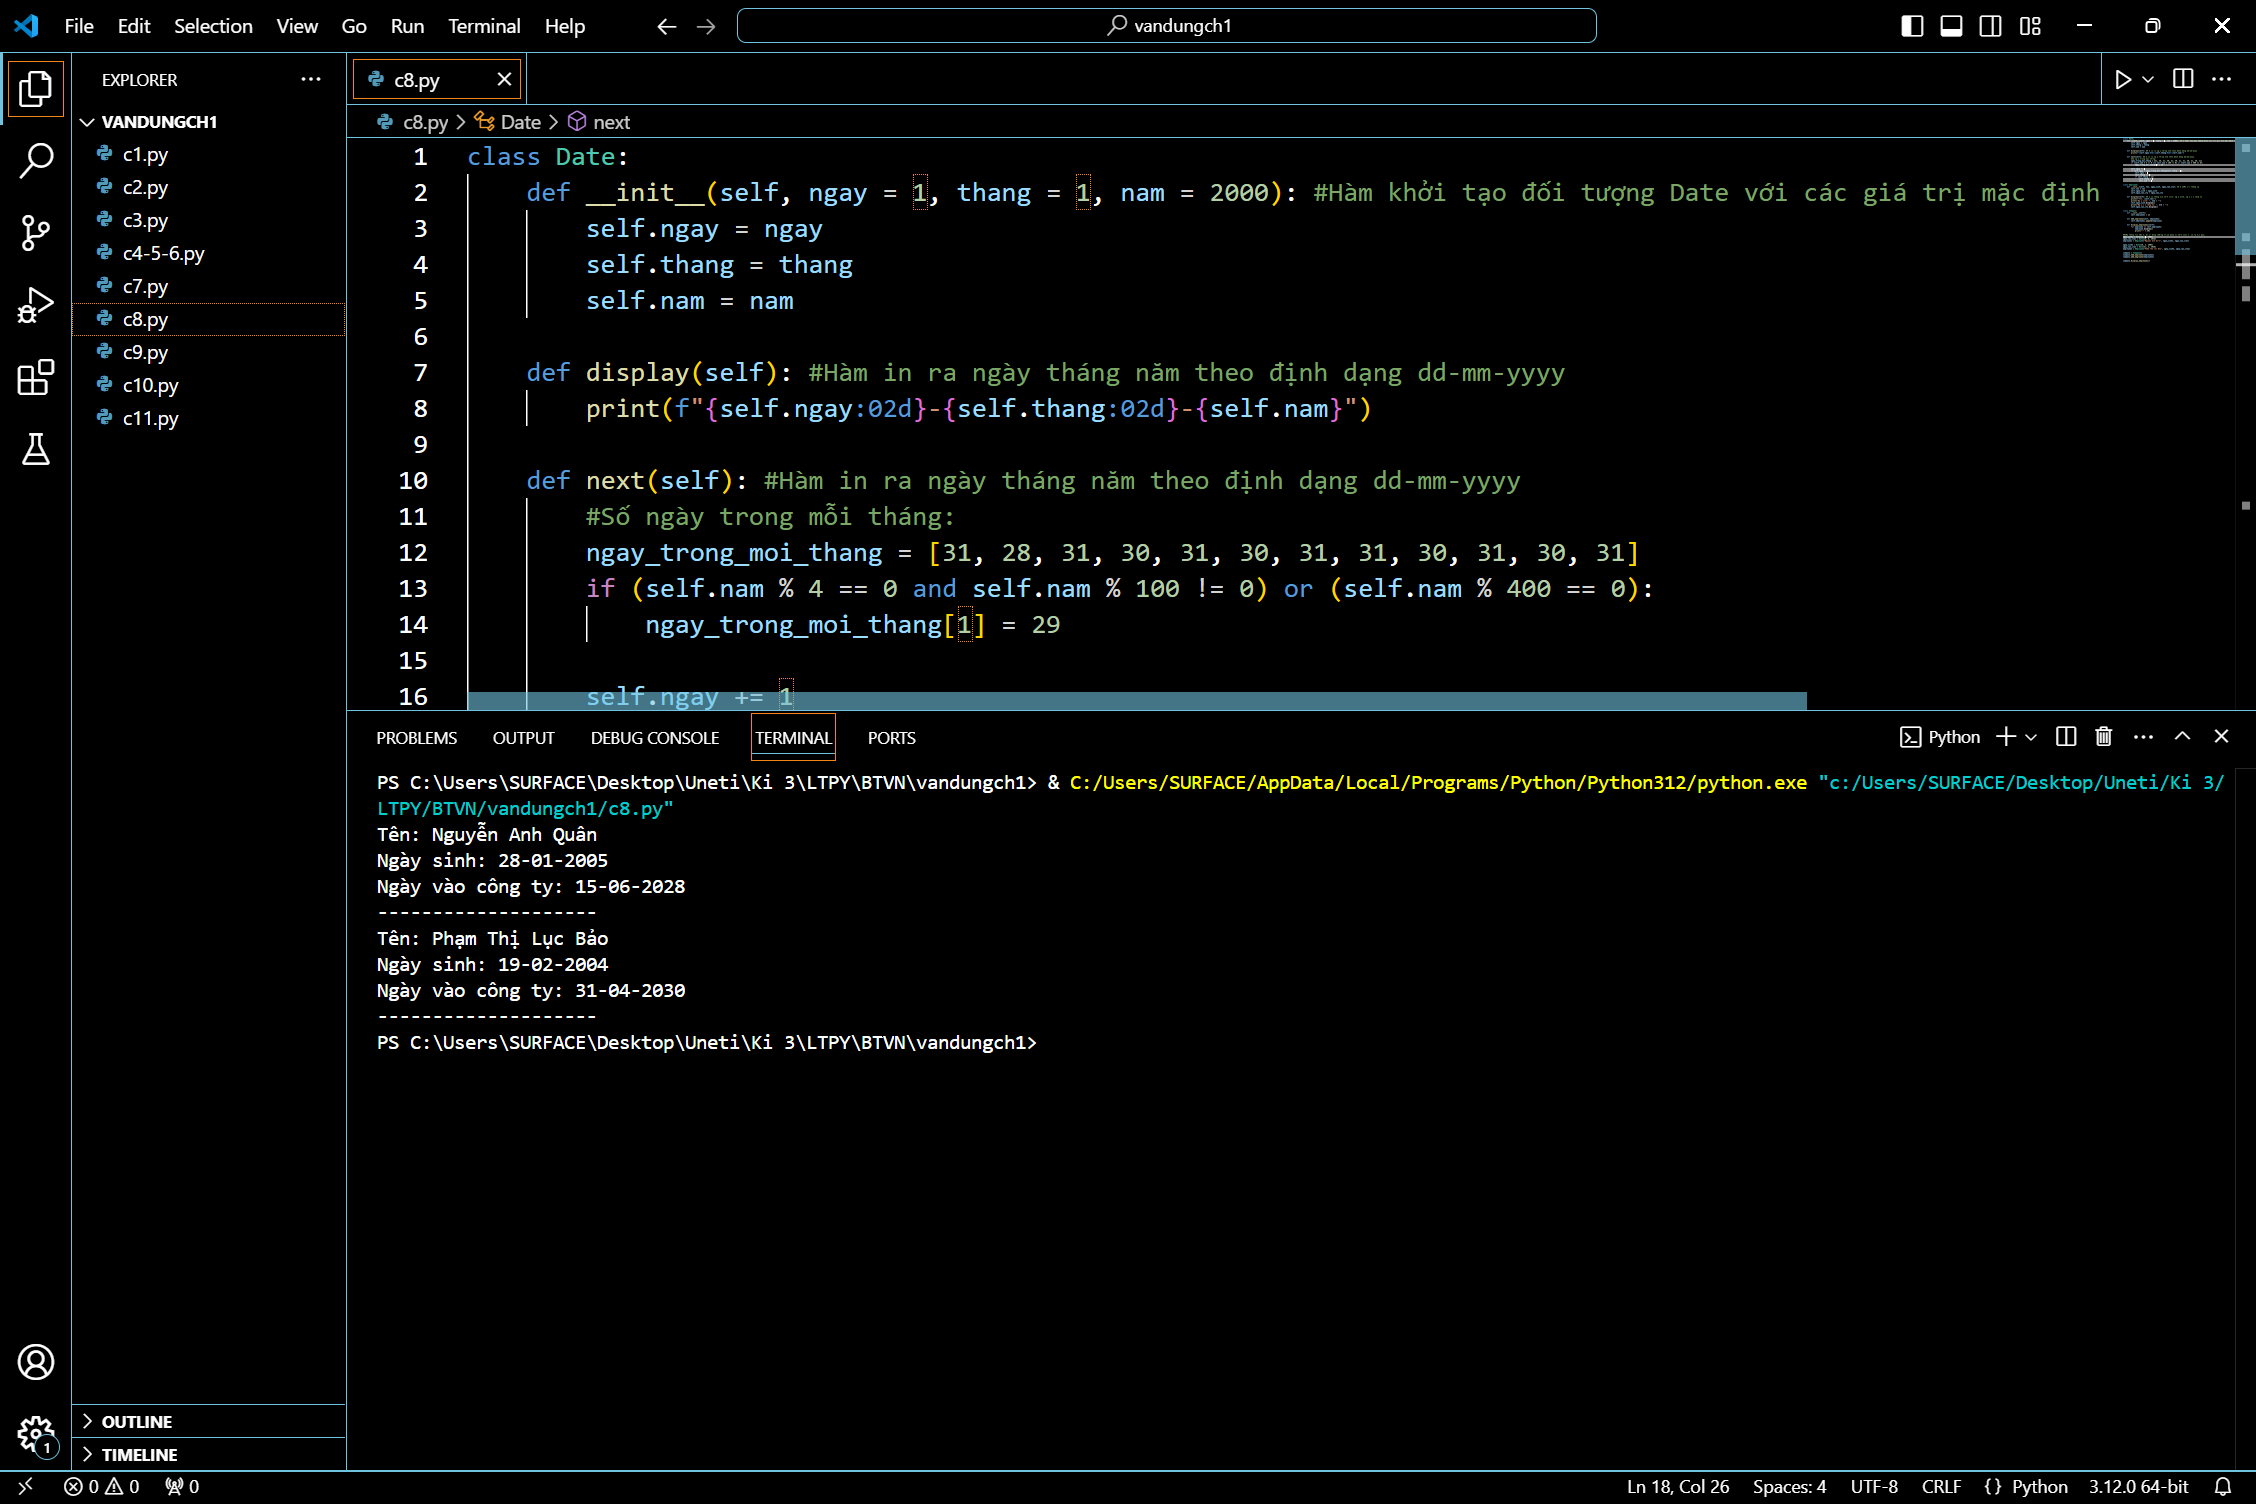 File Edit Selection View Go Run Terminal Help
vandungch1
EXPLORER
VANDUNGCH1
c1.py
c2.py
c3.py
c4-5-6.py
c7.py
c8.py
c9.py
c10.py
c11.py
OUTLINE
TIMELINE
c8.py
c8.py > Date > next
1 class Date:
2 def __init__(self, ngay = 1, thang = 1, nam = 2000): #Hàm khởi tạo đối tượng Date với các giá trị mặc định
3 self.ngay = ngay
4 self.thang = thang
5 self.nam = nam
6
7 def display(self): #Hàm in ra ngày tháng năm theo định dạng dd-mm-yyyy
8 print(f"{self.ngay:02d}-{self.thang:02d}-{self.nam}")
9
10 def next(self): #Hàm in ra ngày tháng năm theo định dạng dd-mm-yyyy
11 #Số ngày trong mỗi tháng:
12 ngay_trong_moi_thang = [31, 28, 31, 30, 31, 30, 31, 31, 30, 31, 30, 31]
13 if (self.nam % 4 == 0 and self.nam % 100 != 0) or (self.nam % 400 == 0):
14 ngay_trong_moi_thang[1] = 29
15
16 self.ngay += 1
PROBLEMS OUTPUT DEBUG CONSOLE TERMINAL PORTS
Python
PS C:\Users\SURFACE\Desktop\Uneti\Ki 3\LTPY\BTVN\vandungch1> & C:/Users/SURFACE/AppData/Local/Programs/Python/Python312/python.exe "c:/Users/SURFACE/Desktop/Uneti/Ki 3/
LTPY/BTVN/vandungch1/c8.py"
Tên: Nguyễn Anh Quân
Ngày sinh: 28-01-2005
Ngày vào công ty: 15-06-2028
--------------------
Tên: Phạm Thị Lục Bảo
Ngày sinh: 19-02-2004
Ngày vào công ty: 31-04-2030
--------------------
PS C:\Users\SURFACE\Desktop\Uneti\Ki 3\LTPY\BTVN\vandungch1>
1
0 0 0
Ln 18, Col 26 Spaces: 4 UTF-8 CRLF {} Python 3.12.0 64-bit